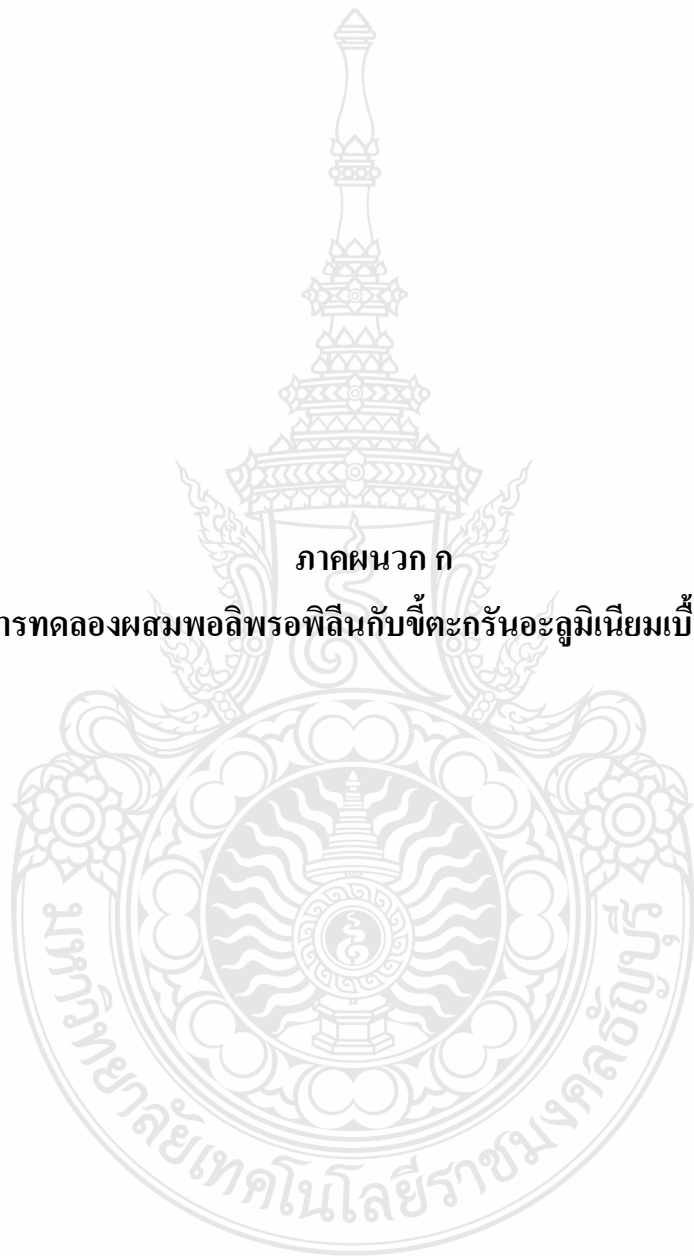 ภาคผนวก ก
ารทดลองผสมพอลิพรอพิลีนกับขี้ตะกรันอะลูมิเนียมเบื้
มหาวิทยาลัยเทคโนโลยีราชมงคลธัญบุรี